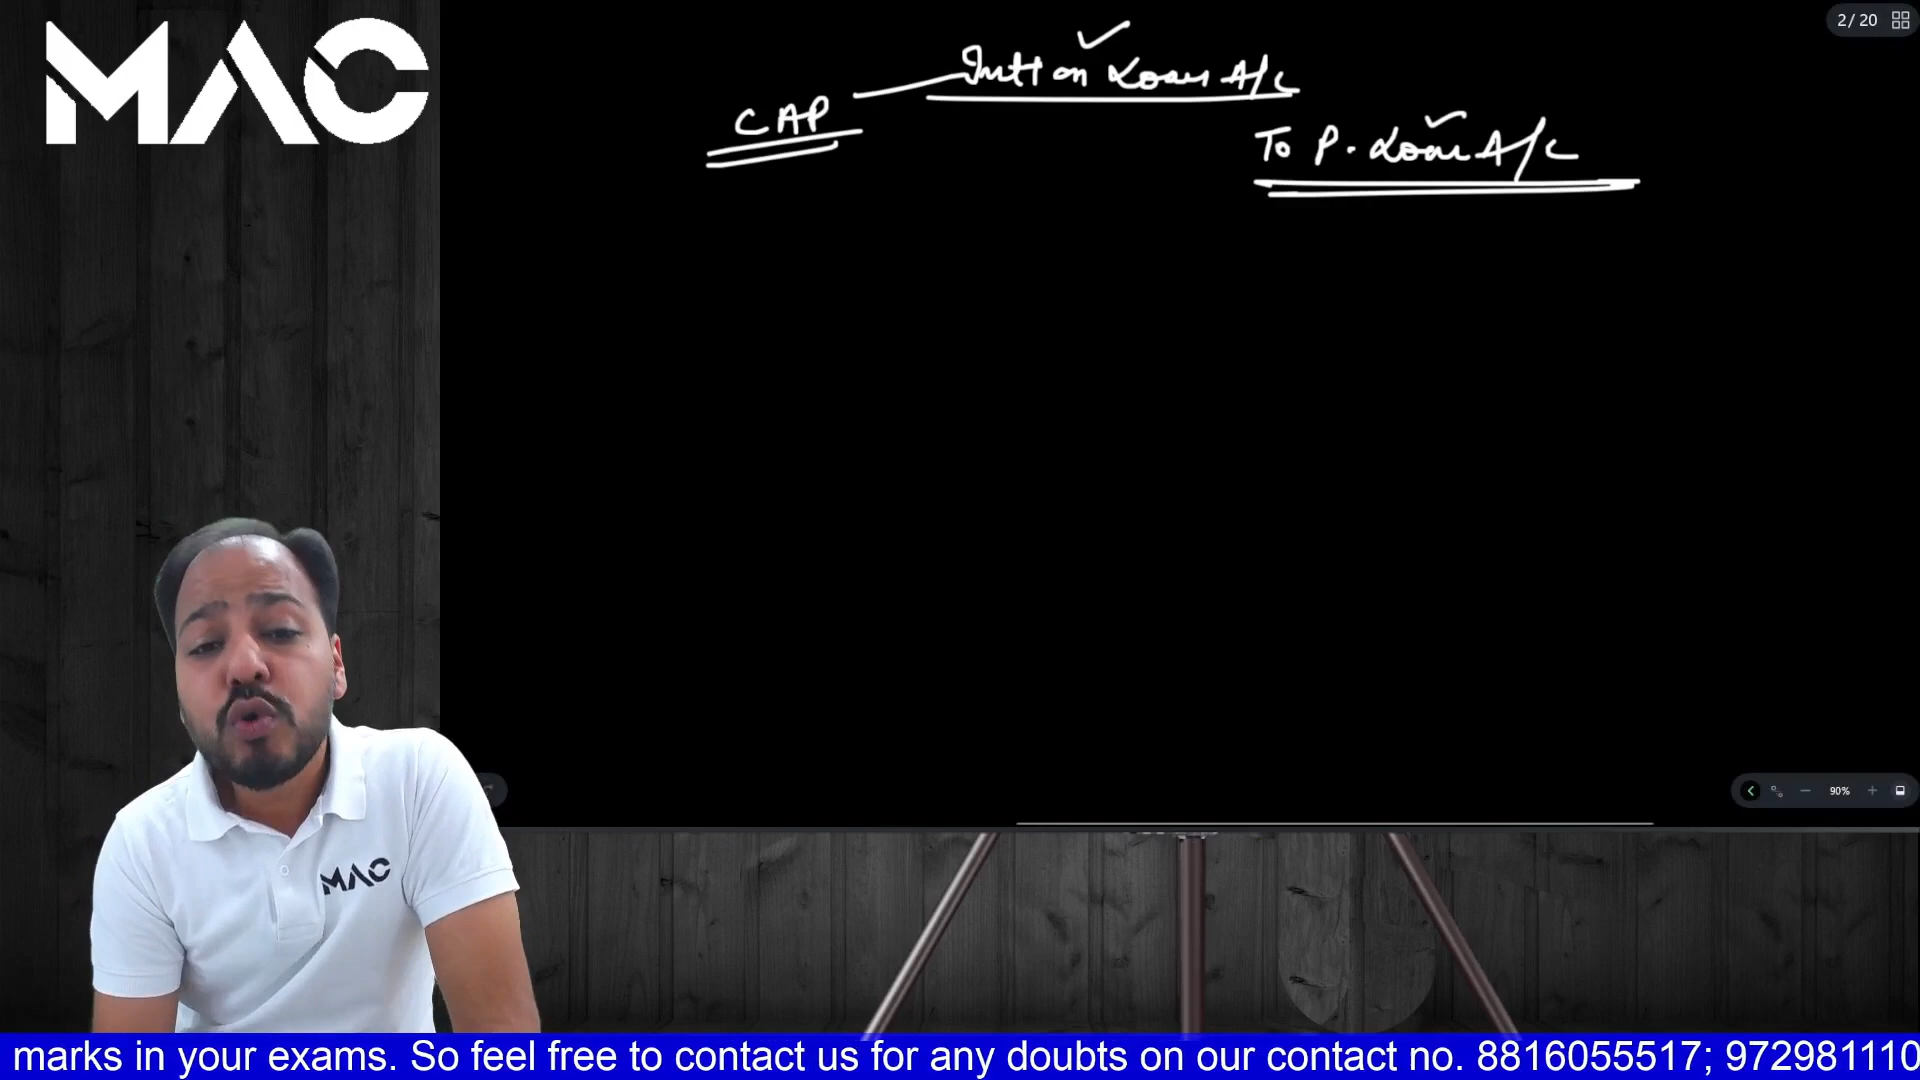 MAC
2/20
Intt on Loan A/c
CAP
To P. Loan A/c
90%
MAC
marks in your exams. So feel free to contact us for any doubts on our contact no. 8816055517; 972981110